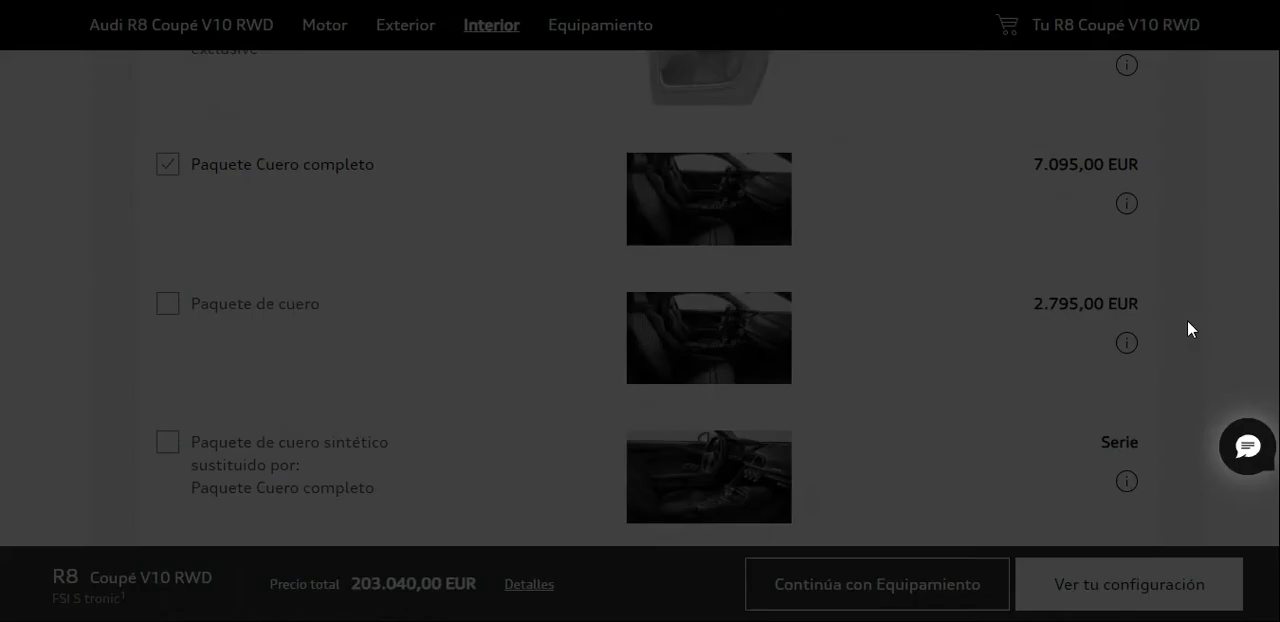 Audi R8 Coupé V10 RWD Motor Exterior Interior Equipamiento Tu R8 Coupé V10 RWD
exclusive
Paquete Cuero completo 7.095,00 EUR
Paquete de cuero 2.795,00 EUR
Paquete de cuero sintético Serie
sustituido por:
Paquete Cuero completo
R8 Coupé V10 RWD
FSI S tronic¹
Precio total 203.040,00 EUR Detalles
Continúa con Equipamiento
Ver tu configuración